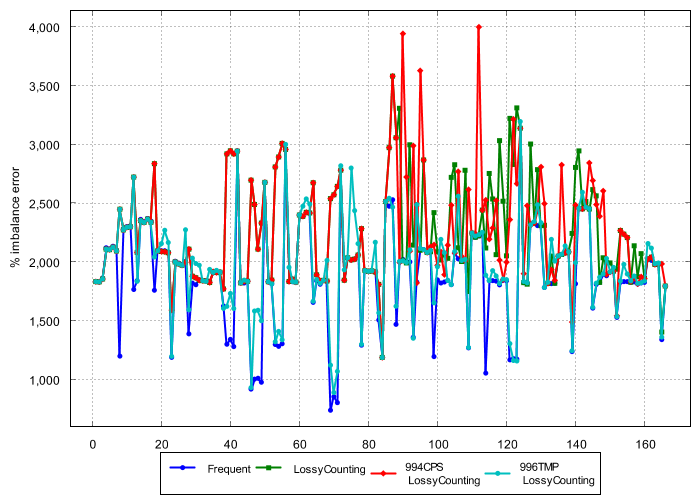 4,000
3,500
3,000
2,500
2,000
1,500
1,000
% imbalance error
0 20 40 60 80 100 120 140 160
Frequent LossyCounting 994CPS 996TMP
LossyCounting LossyCounting